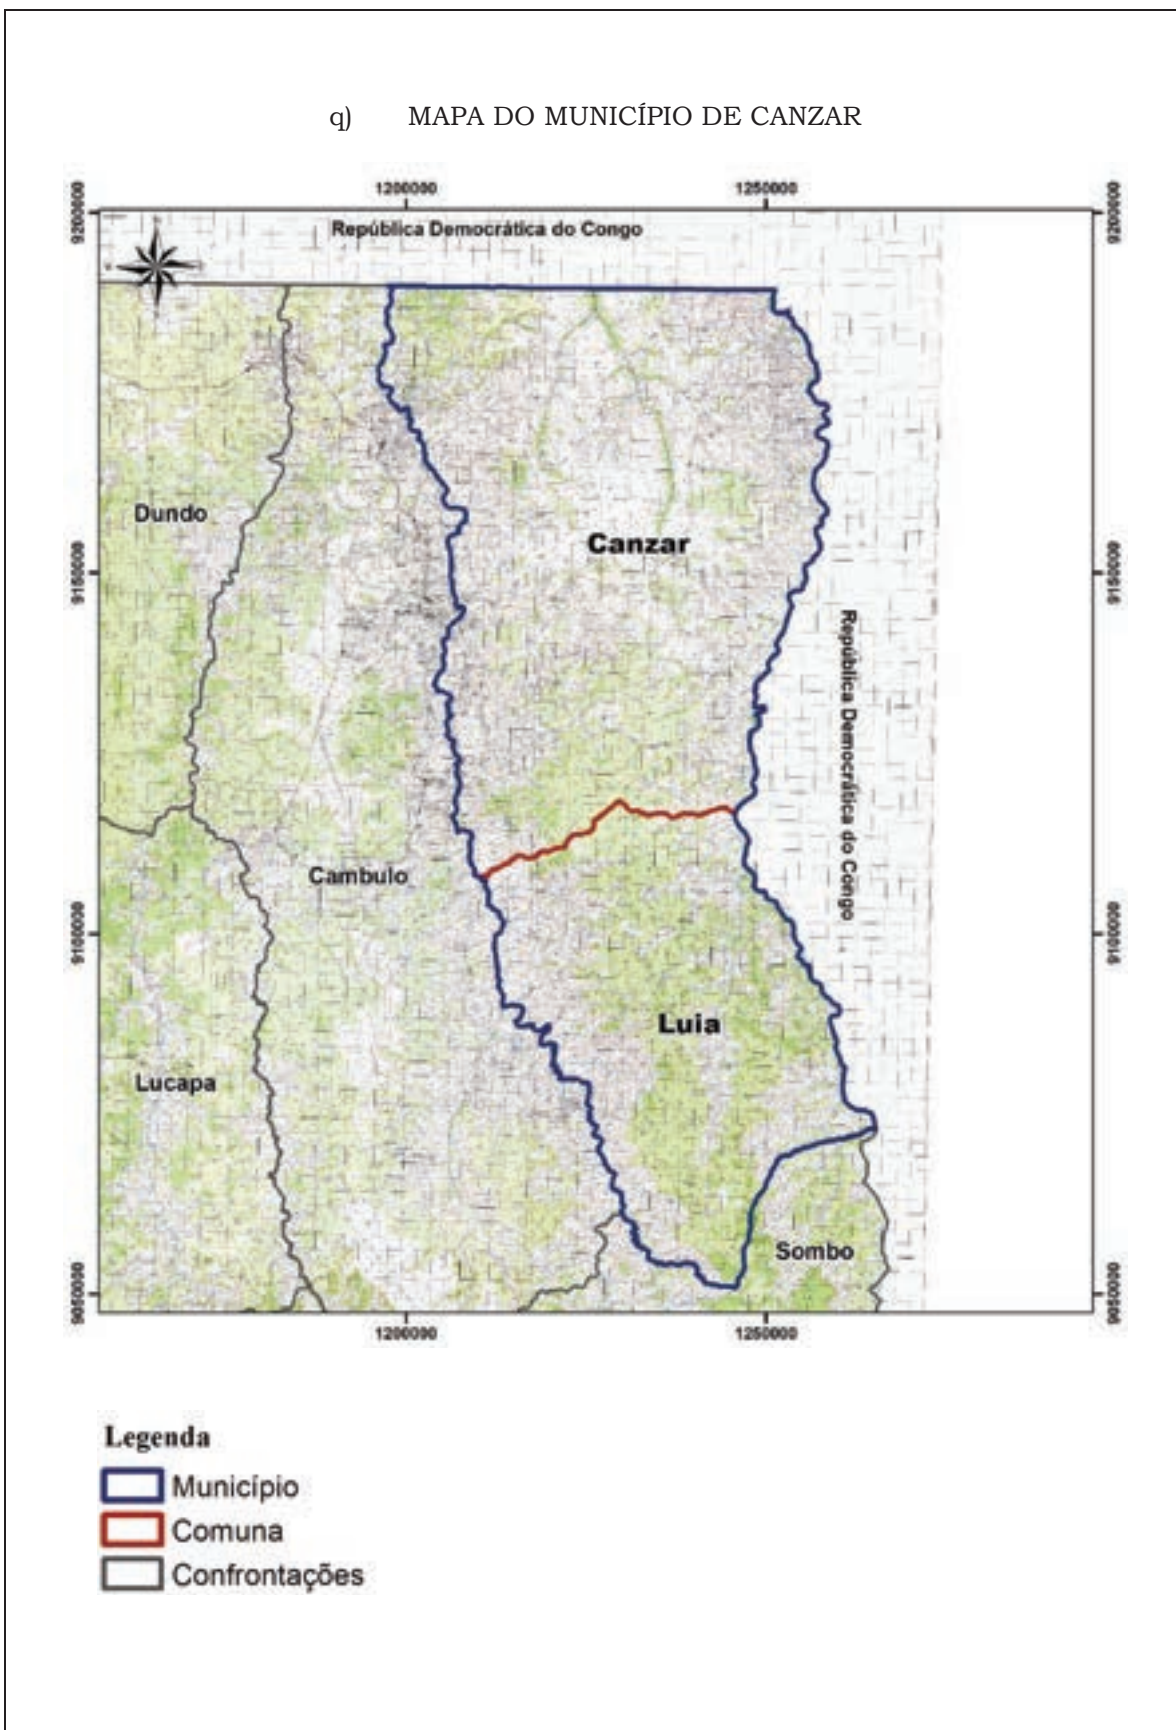 q) MAPA DO MUNICÍPIO DE CANZAR
1200000 1250000
9200000 9200000
República Democrática do Congo
Dundo
Canzar
9150000 9150000
República Democrática do Congo
Cambulo
9100000 9100000
Luia
Lucapa
Sombo
9050000 9050000
1200000 1250000
Legenda
Município
Comuna
Confrontações